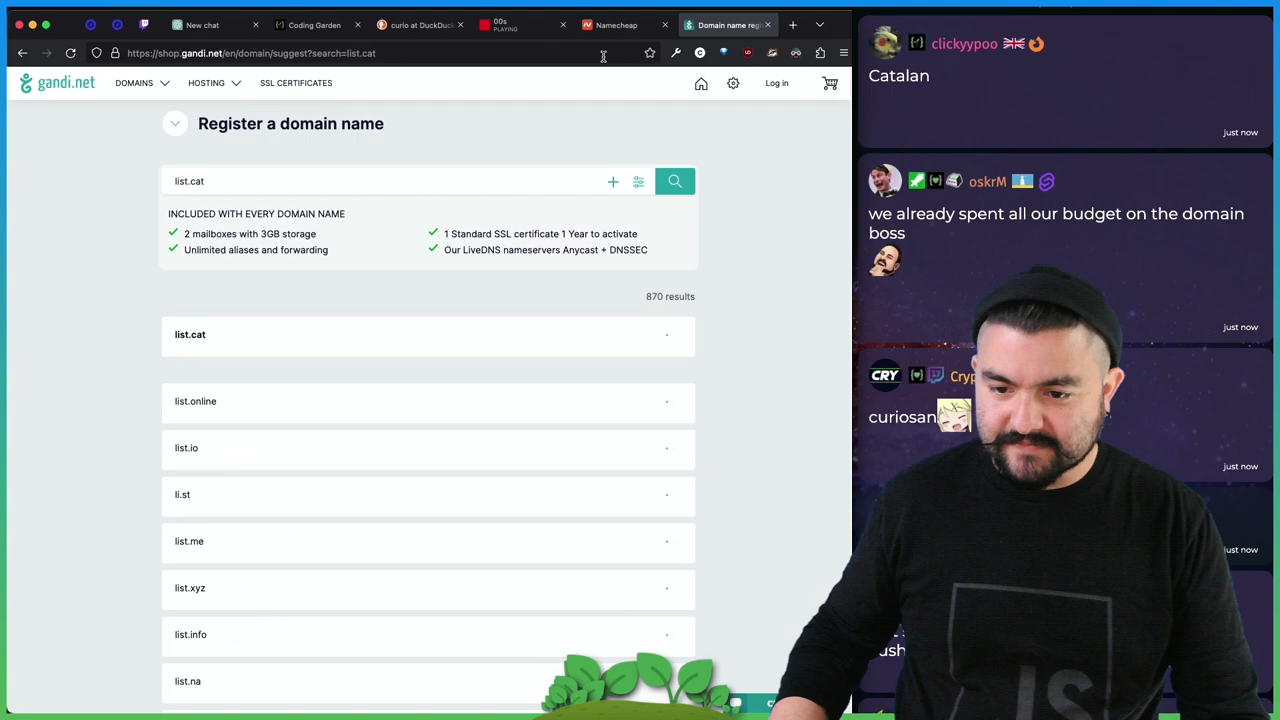 New chat
Coding Garden
curio at DuckDuc
00s
PLAYING
Namecheap
Domain name regi
https://shop.gandi.net/en/domain/suggest?search=list.cat
gandi.net
DOMAINS
HOSTING
SSL CERTIFICATES
Log in
Register a domain name
list.cat
INCLUDED WITH EVERY DOMAIN NAME
2 mailboxes with 3GB storage
1 Standard SSL certificate 1 Year to activate
Unlimited aliases and forwarding
Our LiveDNS nameservers Anycast + DNSSEC
870 results
list.cat
list.online
list.io
li.st
list.me
list.xyz
list.info
list.na
clickyypoo
Catalan
just now
oskrM
we already spent all our budget on the domain
boss
just now
CRY
Cryp
curiosan
just now
just now
just now
JS